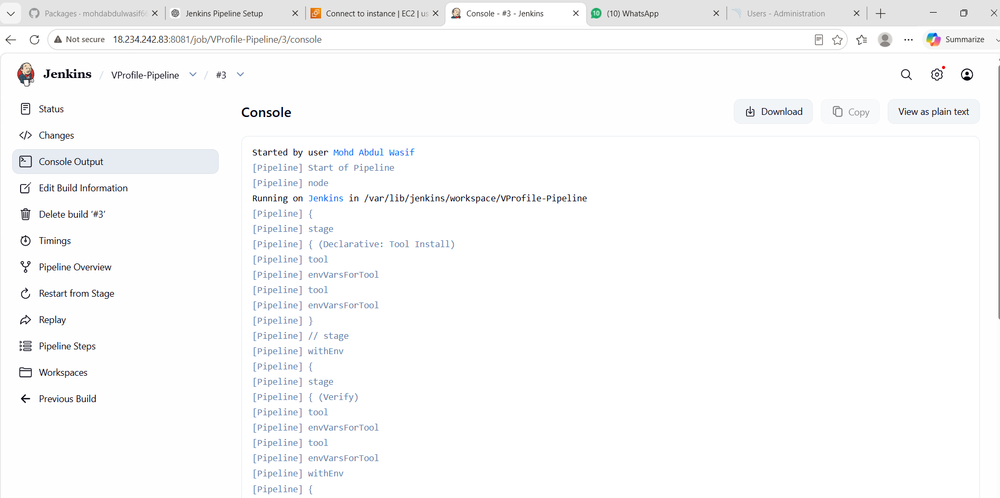 Packages · mohdabdulwasif66
Jenkins Pipeline Setup
Connect to instance | EC2 | us
Console - #3 - Jenkins
10
(10) WhatsApp
Users - Administration
Not secure
18.234.242.83:8081/job/VProfile-Pipeline/3/console
Summarize
Jenkins / VProfile-Pipeline / #3
Status
Changes
Console Output
Edit Build Information
Delete build ‘#3’
Timings
Pipeline Overview
Restart from Stage
Replay
Pipeline Steps
Workspaces
Previous Build
Console
Download
Copy
View as plain text
Started by user Mohd Abdul Wasif
[Pipeline] Start of Pipeline
[Pipeline] node
Running on Jenkins in /var/lib/jenkins/workspace/VProfile-Pipeline
[Pipeline] {
[Pipeline] stage
[Pipeline] { (Declarative: Tool Install)
[Pipeline] tool
[Pipeline] envVarsForTool
[Pipeline] tool
[Pipeline] envVarsForTool
[Pipeline] }
[Pipeline] // stage
[Pipeline] withEnv
[Pipeline] {
[Pipeline] stage
[Pipeline] { (Verify)
[Pipeline] tool
[Pipeline] envVarsForTool
[Pipeline] tool
[Pipeline] envVarsForTool
[Pipeline] withEnv
[Pipeline] {